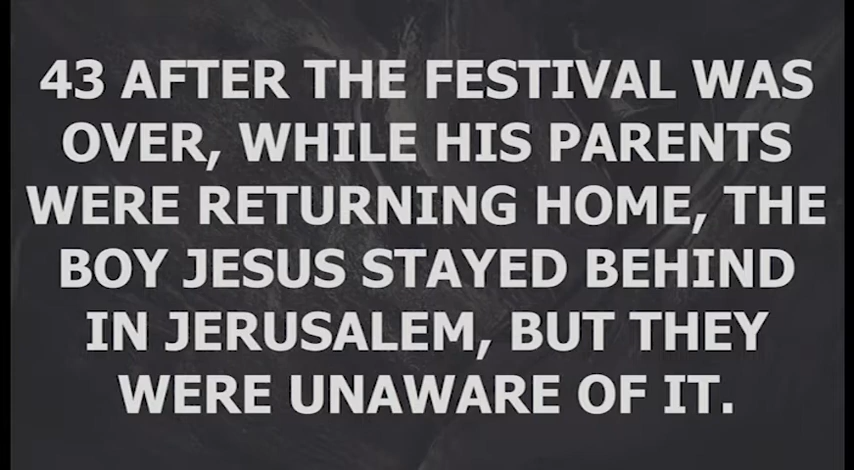 43 AFTER THE FESTIVAL WAS
OVER, WHILE HIS PARENTS
WERE RETURNING HOME, THE
BOY JESUS STAYED BEHIND
IN JERUSALEM, BUT THEY
WERE UNAWARE OF IT.